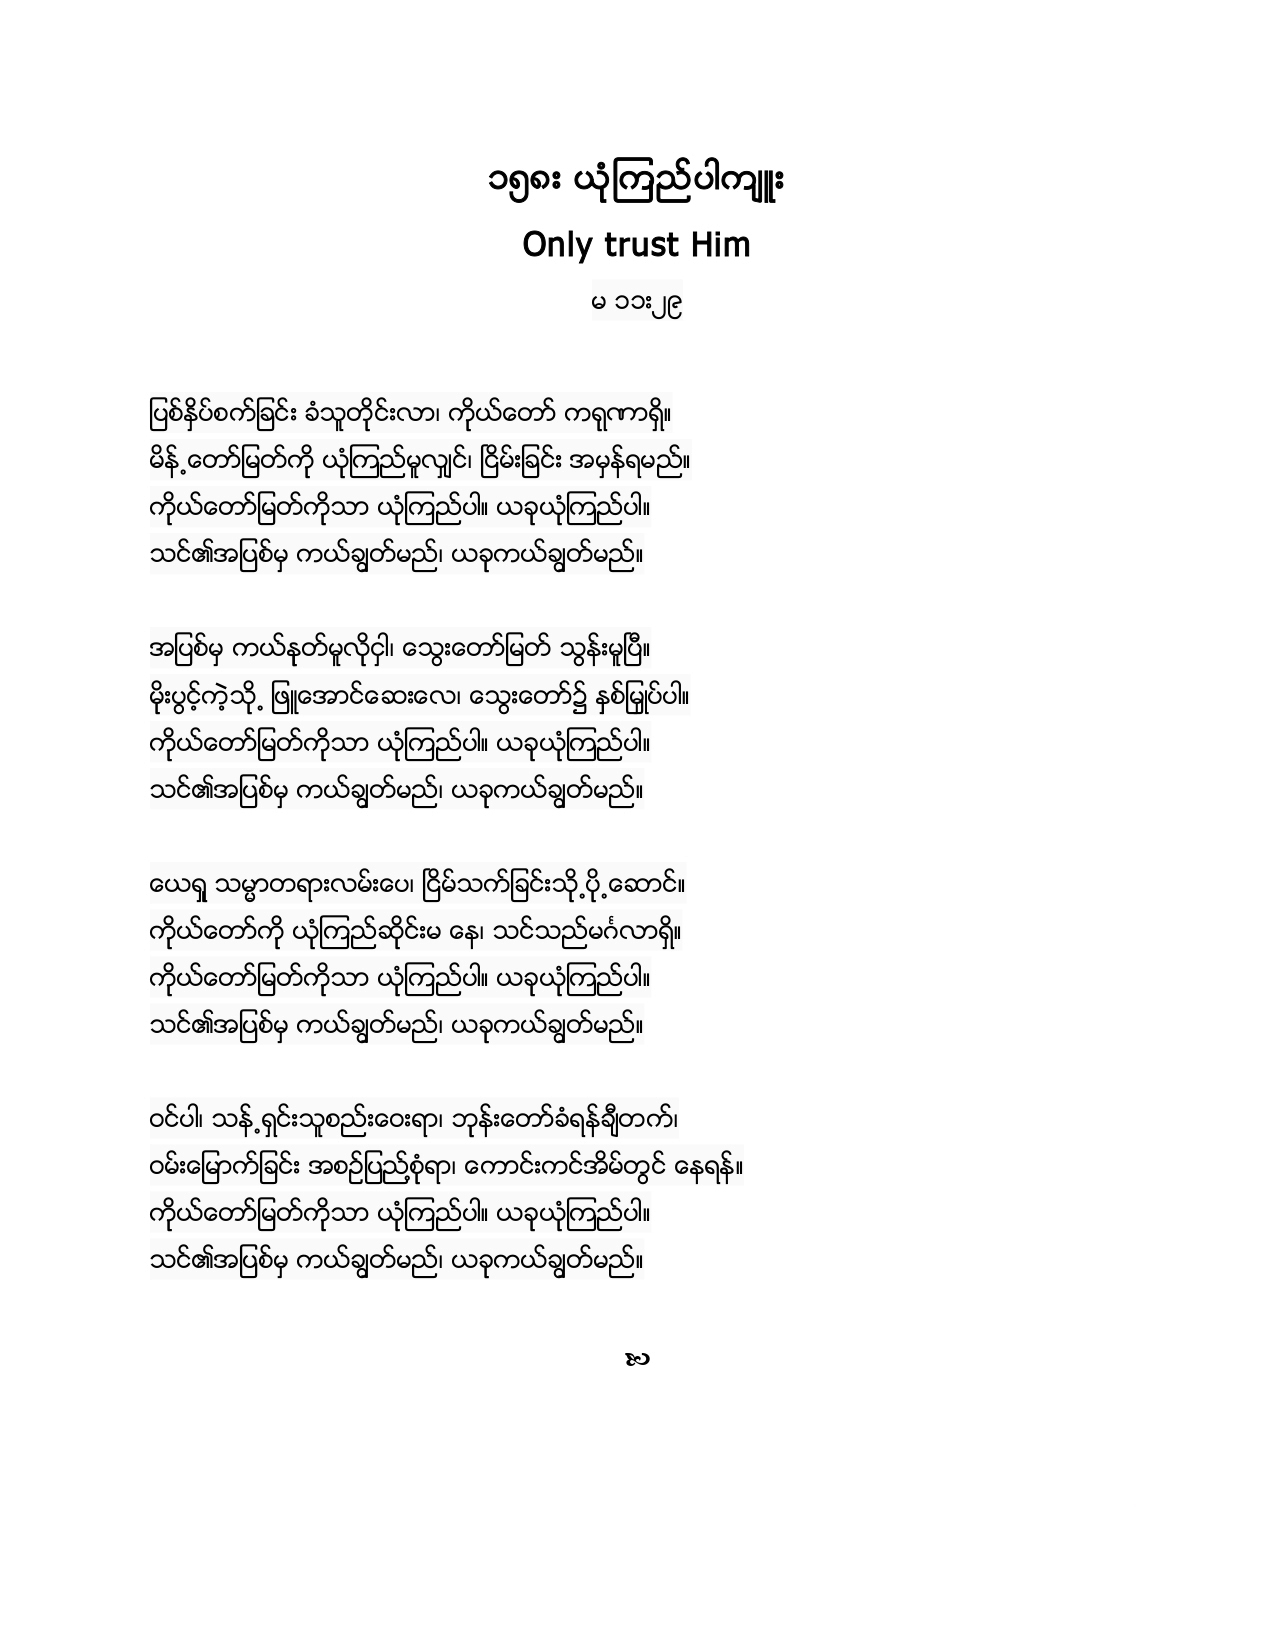 ၁၅၈း ယုံကြည်ပါကျူး
Only trust Him
မ ၁၁း၂၉
ပြစ်နှိပ်စက်ခြင်း ခံသူတိုင်းလာ၊ ကိုယ်တော် ကရုဏာရှိ။
မိန့်တော်မြတ်ကို ယုံကြည်မူလျှင်၊ ငြိမ်းခြင်း အမှန်ရမည်။
ကိုယ်တော်မြတ်ကိုသာ ယုံကြည်ပါ။ ယခုယုံကြည်ပါ။
သင်၏အပြစ်မှ ကယ်ချွတ်မည်၊ ယခုကယ်ချွတ်မည်။
အပြစ်မှ ကယ်နုတ်မူလိုငှါ၊ သွေးတော်မြတ် သွန်းမူပြီ။
မိုးပွင့်ကဲ့သို့ ဖြူအောင်ဆေးလေ၊ သွေးတော်၌ နှစ်မြှုပ်ပါ။
ကိုယ်တော်မြတ်ကိုသာ ယုံကြည်ပါ။ ယခုယုံကြည်ပါ။
သင်၏အပြစ်မှ ကယ်ချွတ်မည်၊ ယခုကယ်ချွတ်မည်။
ယေရှု သမ္မာတရားလမ်းပေ၊ ငြိမ်သက်ခြင်းသို့ပို့ဆောင်။
ကိုယ်တော်ကို ယုံကြည်ဆိုင်းမ နေ၊ သင်သည်မင်္ဂလာရှိ။
ကိုယ်တော်မြတ်ကိုသာ ယုံကြည်ပါ။ ယခုယုံကြည်ပါ။
သင်၏အပြစ်မှ ကယ်ချွတ်မည်၊ ယခုကယ်ချွတ်မည်။
ဝင်ပါ၊ သန့်ရှင်းသူစည်းဝေးရာ၊ ဘုန်းတော်ခံရန်ချီတက်၊
ဝမ်းမြောက်ခြင်း အစဉ်ပြည့်စုံရာ၊ ကောင်းကင်အိမ်တွင် နေရန်။
ကိုယ်တော်မြတ်ကိုသာ ယုံကြည်ပါ။ ယခုယုံကြည်ပါ။
သင်၏အပြစ်မှ ကယ်ချွတ်မည်၊ ယခုကယ်ချွတ်မည်။